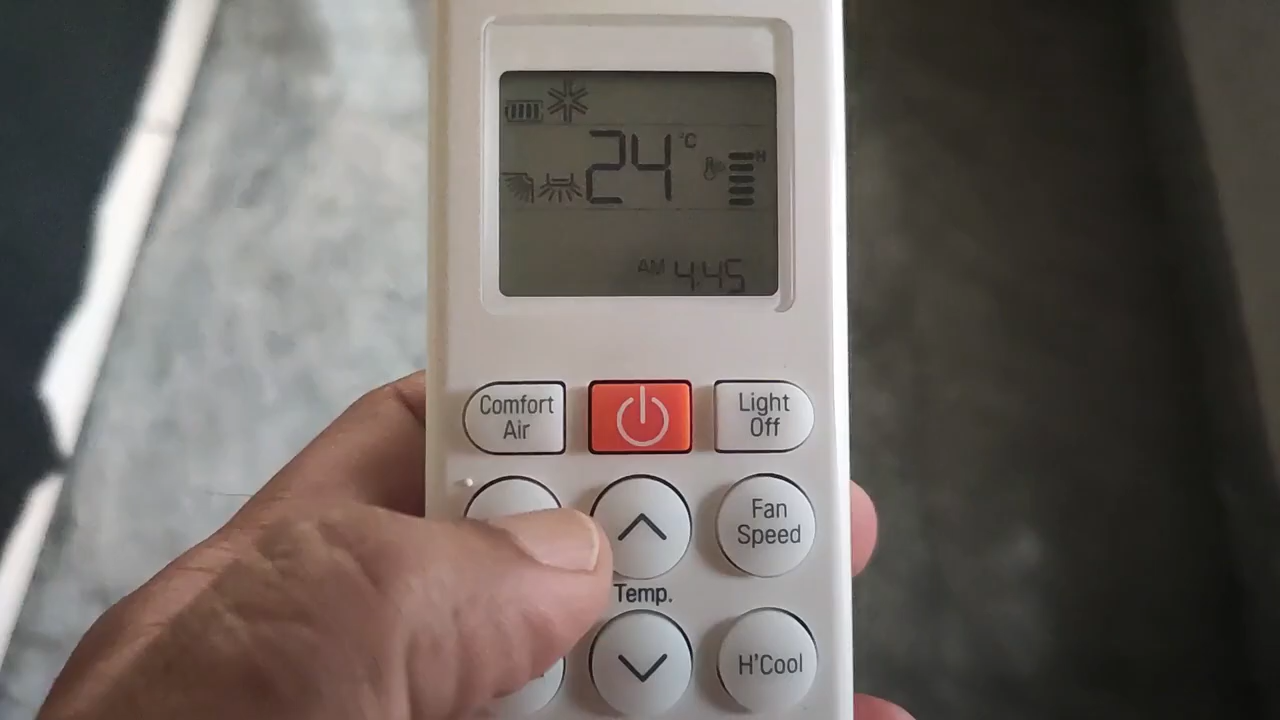 24 °C
H
AM 4:45
Comfort
Air
Light
Off
Fan
Speed
Temp.
H'Cool